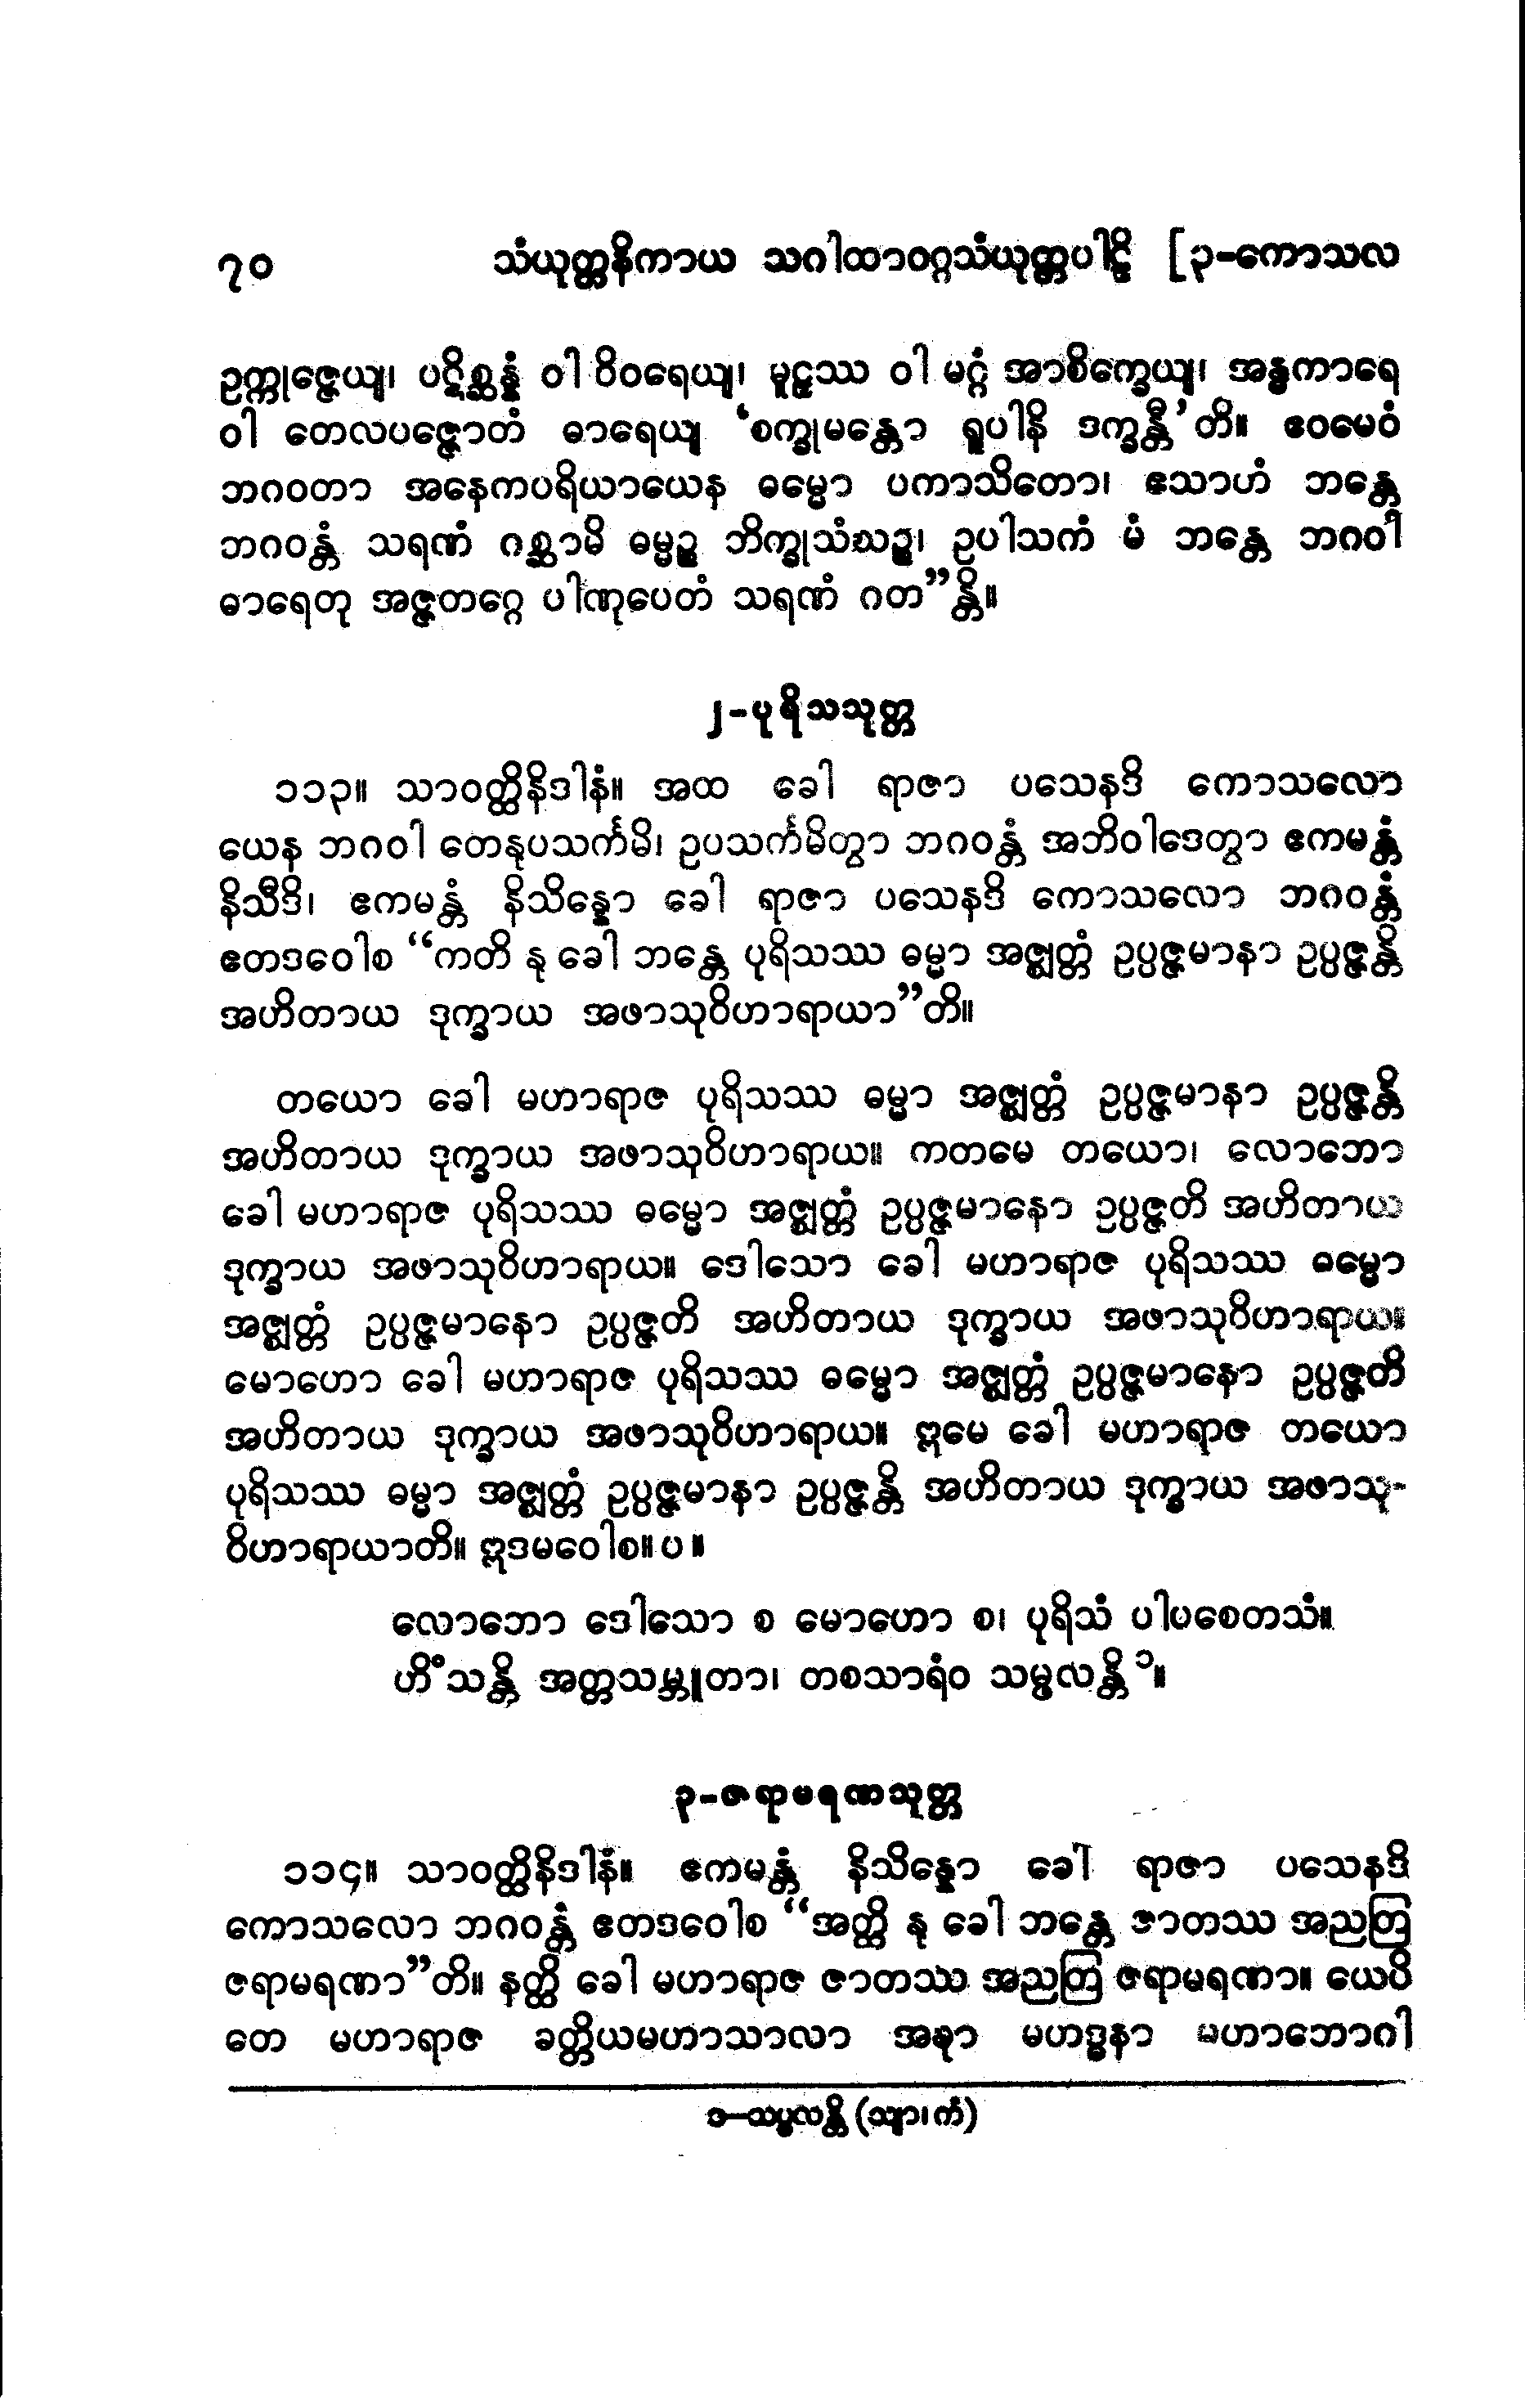 ၇၀ သံယုတ္တနိကာယ သဂါထာဝဂ္ဂသံယုတ္တပါဠိ [၃-ကောသလ
ဥက္ကုဇ္ဇေယျ၊ ပဋိစ္ဆန္နံ ဝါ ဝိဝရေယျ၊ မူဠှဿ ဝါ မဂ္ဂံ အာစိက္ခေယျ၊ အန္ဓကာရေ
ဝါ တေလပဇ္ဇောတံ ဓာရေယျ ‘စက္ခုမန္တော ရူပါနိ ဒက္ခန္တီ’တိ။ ဧဝမေဝံ
ဘဂဝတာ အနေကပရိယာယေန ဓမ္မော ပကာသိတော၊ ဧသာဟံ ဘန္တေ
ဘဂဝန္တံ သရဏံ ဂစ္ဆာမိ ဓမ္မဉ္စ ဘိက္ခုသံဃဉ္စ၊ ဥပါသကံ မံ ဘန္တေ ဘဂဝါ
ဓာရေတု အဇ္ဇတဂ္ဂေ ပါဏုပေတံ သရဏံ ဂတ”န္တိ။
၂-ပုရိသသုတ္တ
၁၁၃။ သာဝတ္ထိနိဒါနံ။ အထ ခေါ ရာဇာ ပသေနဒိ ကောသလော
ယေန ဘဂဝါ တေနုပသင်္ကမိ၊ ဥပသင်္ကမိတွာ ဘဂဝန္တံ အဘိဝါဒေတွာ ဧကမန္တံ
နိသီဒိ၊ ဧကမန္တံ နိသိန္နော ခေါ ရာဇာ ပသေနဒိ ကောသလော ဘဂဝန္တံ
ဧတဒဝေါစ “ကတိ နု ခေါ ဘန္တေ ပုရိသဿ ဓမ္မာ အဇ္ဈတ္တံ ဥပ္ပဇ္ဇမာနာ ဥပ္ပဇ္ဇန္တိ
အဟိတာယ ဒုက္ခာယ အဖာသုဝိဟာရာယာ”တိ။
တယော ခေါ မဟာရာဇ ပုရိသဿ ဓမ္မာ အဇ္ဈတ္တံ ဥပ္ပဇ္ဇမာနာ ဥပ္ပဇ္ဇန္တိ
အဟိတာယ ဒုက္ခာယ အဖာသုဝိဟာရာယ။ ကတမေ တယော၊ လောဘော
ခေါ မဟာရာဇ ပုရိသဿ ဓမ္မော အဇ္ဈတ္တံ ဥပ္ပဇ္ဇမာနော ဥပ္ပဇ္ဇတိ အဟိတာယ
ဒုက္ခာယ အဖာသုဝိဟာရာယ။ ဒေါသော ခေါ မဟာရာဇ ပုရိသဿ ဓမ္မော
အဇ္ဈတ္တံ ဥပ္ပဇ္ဇမာနော ဥပ္ပဇ္ဇတိ အဟိတာယ ဒုက္ခာယ အဖာသုဝိဟာရာယ။
မောဟော ခေါ မဟာရာဇ ပုရိသဿ ဓမ္မော အဇ္ဈတ္တံ ဥပ္ပဇ္ဇမာနော ဥပ္ပဇ္ဇတိ
အဟိတာယ ဒုက္ခာယ အဖာသုဝိဟာရာယ။ ဣမေ ခေါ မဟာရာဇ တယော
ပုရိသဿ ဓမ္မာ အဇ္ဈတ္တံ ဥပ္ပဇ္ဇမာနာ ဥပ္ပဇ္ဇန္တိ အဟိတာယ ဒုက္ခာယ အဖာသု-
ဝိဟာရာယာတိ။ ဣဒမဝေါစ။ ပ ။
လောဘော ဒေါသော စ မောဟော စ၊ ပုရိသံ ပါပစေတသံ။
ဟိံသန္တိ အတ္တသမ္ဘူတာ၊ တစသာရံဝ သမ္ဖလန္တိ ၁။
၃-ဇရာမရဏသုတ္တ
၁၁၄။ သာဝတ္ထိနိဒါနံ။ ဧကမန္တံ နိသိန္နော ခေါ ရာဇာ ပသေနဒိ
ကောသလော ဘဂဝန္တံ ဧတဒဝေါစ “အတ္ထိ နု ခေါ ဘန္တေ ဇာတဿ အညတြ
ဇရာမရဏာ”တိ။ နတ္ထိ ခေါ မဟာရာဇ ဇာတဿ အညတြ ဇရာမရဏာ။ ယေပိ
တေ မဟာရာဇ ခတ္တိယမဟာသာလာ အဍ္ဎာ မဟဒ္ဓနာ မဟာဘောဂါ
၁–သပ္ဖလန္တိ (သျာ၊ ကံ)